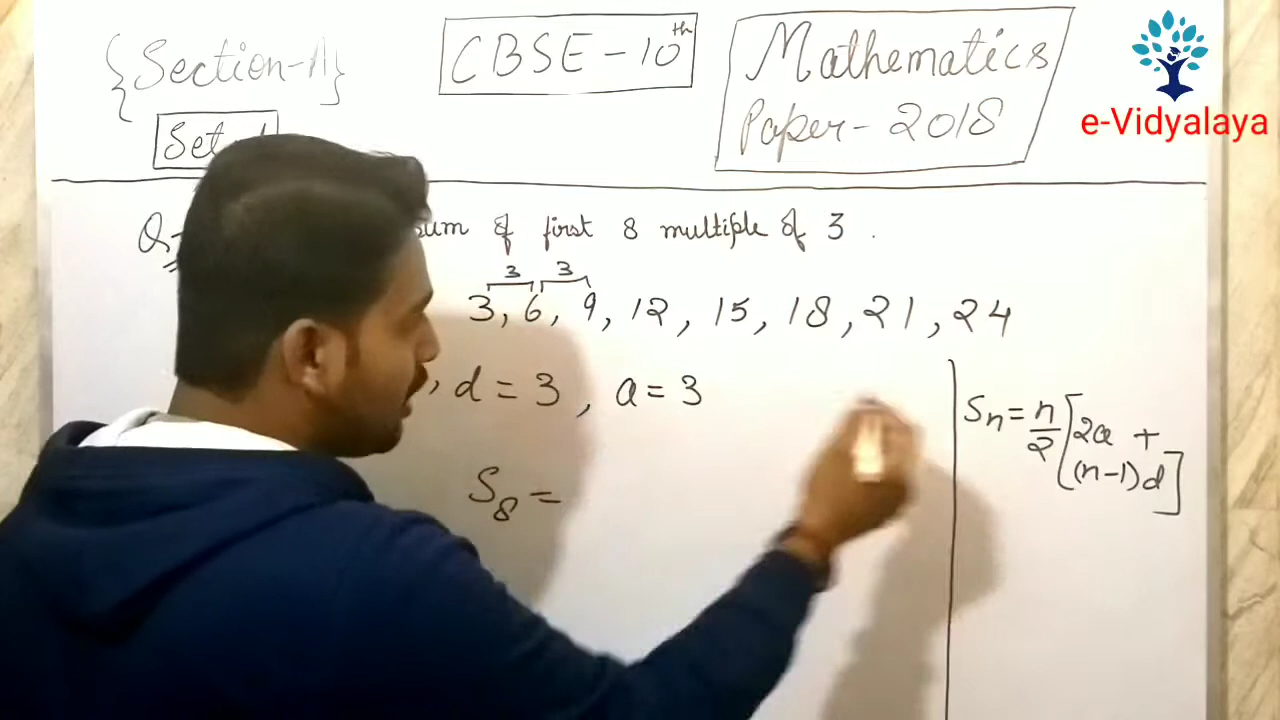 {Section-A}
CBSE-10th
Mathematics
Paper-2018
e-Vidyalaya
Set-
Q-
sum of first 8 multiple of 3.
3 3
3, 6, 9, 12, 15, 18, 21, 24
, d = 3, a = 3
Sn = n/2 [2a +
(n-1)d]
S8 =